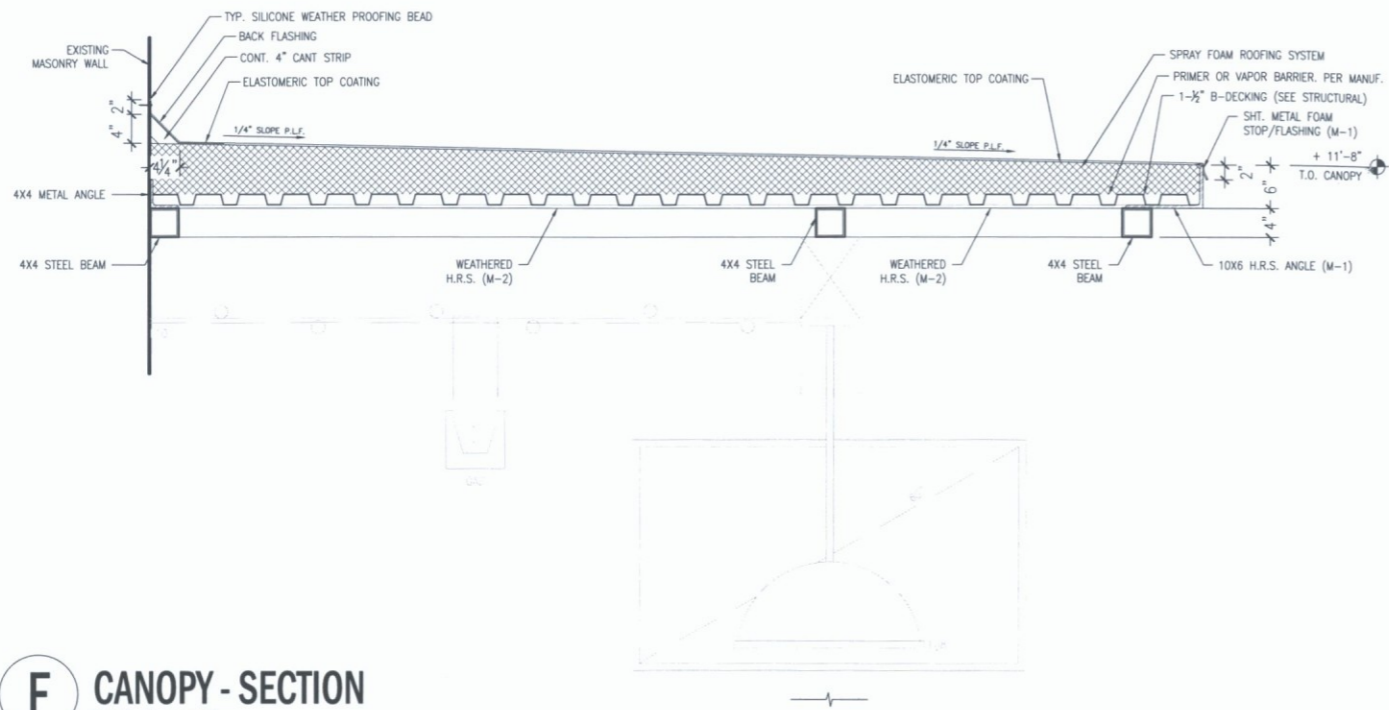 TYP. SILICONE WEATHER PROOFING BEAD
BACK FLASHING
EXISTING
MASONRY WALL
CONT. 4" CANT STRIP
ELASTOMERIC TOP COATING
2"
4"
4 1/4"
1/4" SLOPE P.L.F.
4X4 METAL ANGLE
4X4 STEEL BEAM
WEATHERED
H.R.S. (M-2)
4X4 STEEL
BEAM
WEATHERED
H.R.S. (M-2)
4X4 STEEL
BEAM
10X6 H.R.S. ANGLE (M-1)
ELASTOMERIC TOP COATING
1/4" SLOPE P.L.F.
SPRAY FOAM ROOFING SYSTEM
PRIMER OR VAPOR BARRIER. PER MANUF.
1-1/2" B-DECKING (SEE STRUCTURAL)
SHT. METAL FOAM
STOP/FLASHING (M-1)
+ 11'-8"
T.O. CANOPY
2"
6"
4"
F CANOPY - SECTION